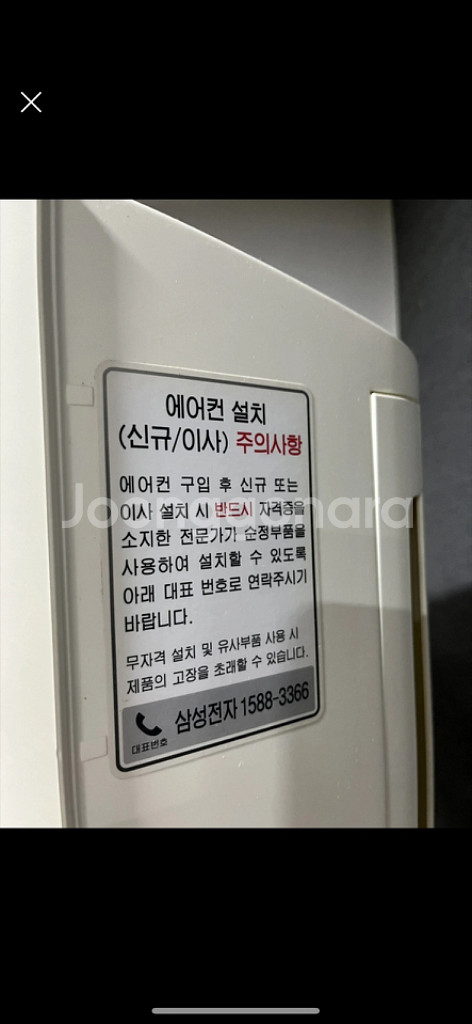 에어컨 설치
(신규/이사) 주의사항
에어컨 구입 후 신규 또는
이사 설치 시 반드시 자격증을
소지한 전문가가 순정부품을
사용하여 설치할 수 있도록
아래 대표 번호로 연락주시기
바랍니다.
무자격 설치 및 유사부품 사용 시
제품의 고장을 초래할 수 있습니다.
대표번호
삼성전자 1588-3366
Joonggonara